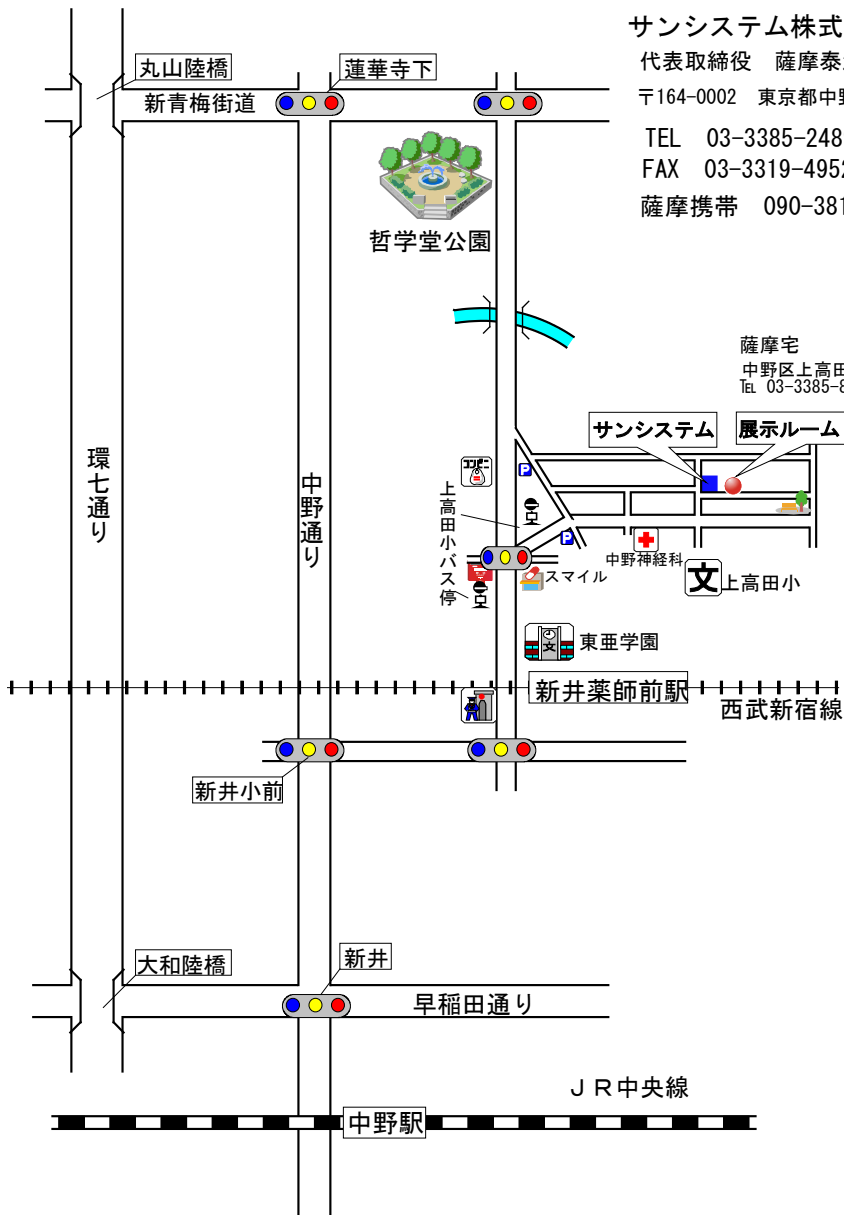 サンシステム株式
代表取締役　薩摩泰
〒164-0002　東京都中野
TEL　03-3385-248
FAX　03-3319-4952
薩摩携帯　090-381
丸山陸橋
蓮華寺下
新青梅街道
哲学堂公園
薩摩宅
中野区上高田
℡ 03-3385-8
サンシステム
展示ルーム
環七通り
中野通り
コンビニ
P
上高田小バス停
P
中野神経科
スマイル
文
上高田小
文
東亜学園
新井薬師前駅
西武新宿線
新井小前
大和陸橋
新井
早稲田通り
ＪＲ中央線
中野駅